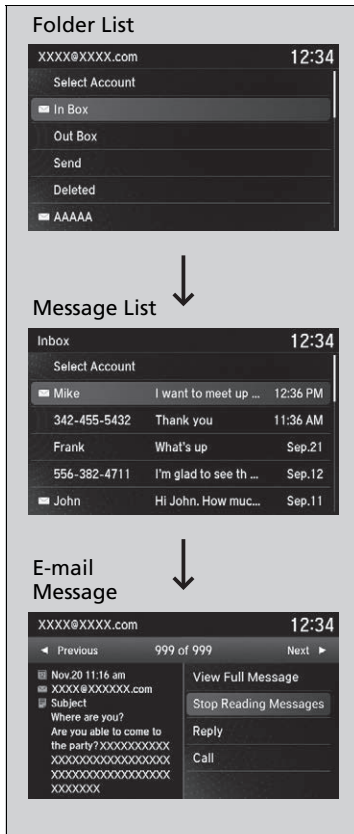 Folder List
XXXX@XXXX.com 12:34
Select Account
In Box
Out Box
Send
Deleted
AAAAA
Message List
Inbox 12:34
Select Account
Mike I want to meet up ... 12:36 PM
342-455-5432 Thank you 11:36 AM
Frank What's up Sep.21
556-382-4711 I'm glad to see th ... Sep.12
John Hi John. How muc... Sep.11
E-mail
Message
XXXX@XXXX.com 12:34
◄ Previous 999 of 999 Next ►
Nov.20 11:16 am
XXXX@XXXXXX.com
Subject
Where are you?
Are you able to come to
the party?XXXXXXXXXX
XXXXXXXXXXXXXXXXX
XXXXXXXXXXXXXXXXX
XXXXXXX
View Full Message
Stop Reading Messages
Reply
Call